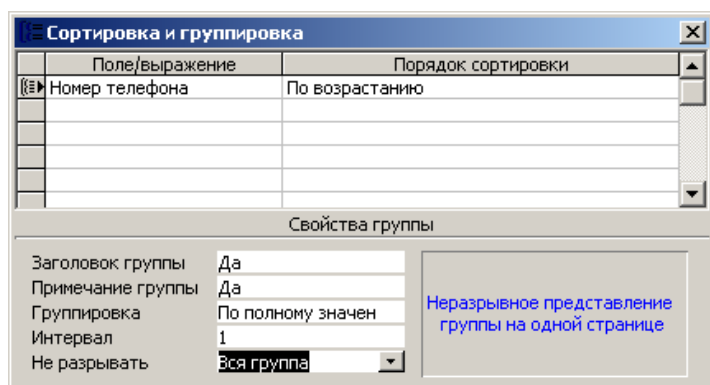 Сортировка и группировка
Поле/выражение Порядок сортировки
Номер телефона По возрастанию
Свойства группы
Заголовок группы Да
Примечание группы Да
Группировка По полному значен
Интервал 1
Не разрывать Вся группа
Неразрывное представление
группы на одной странице